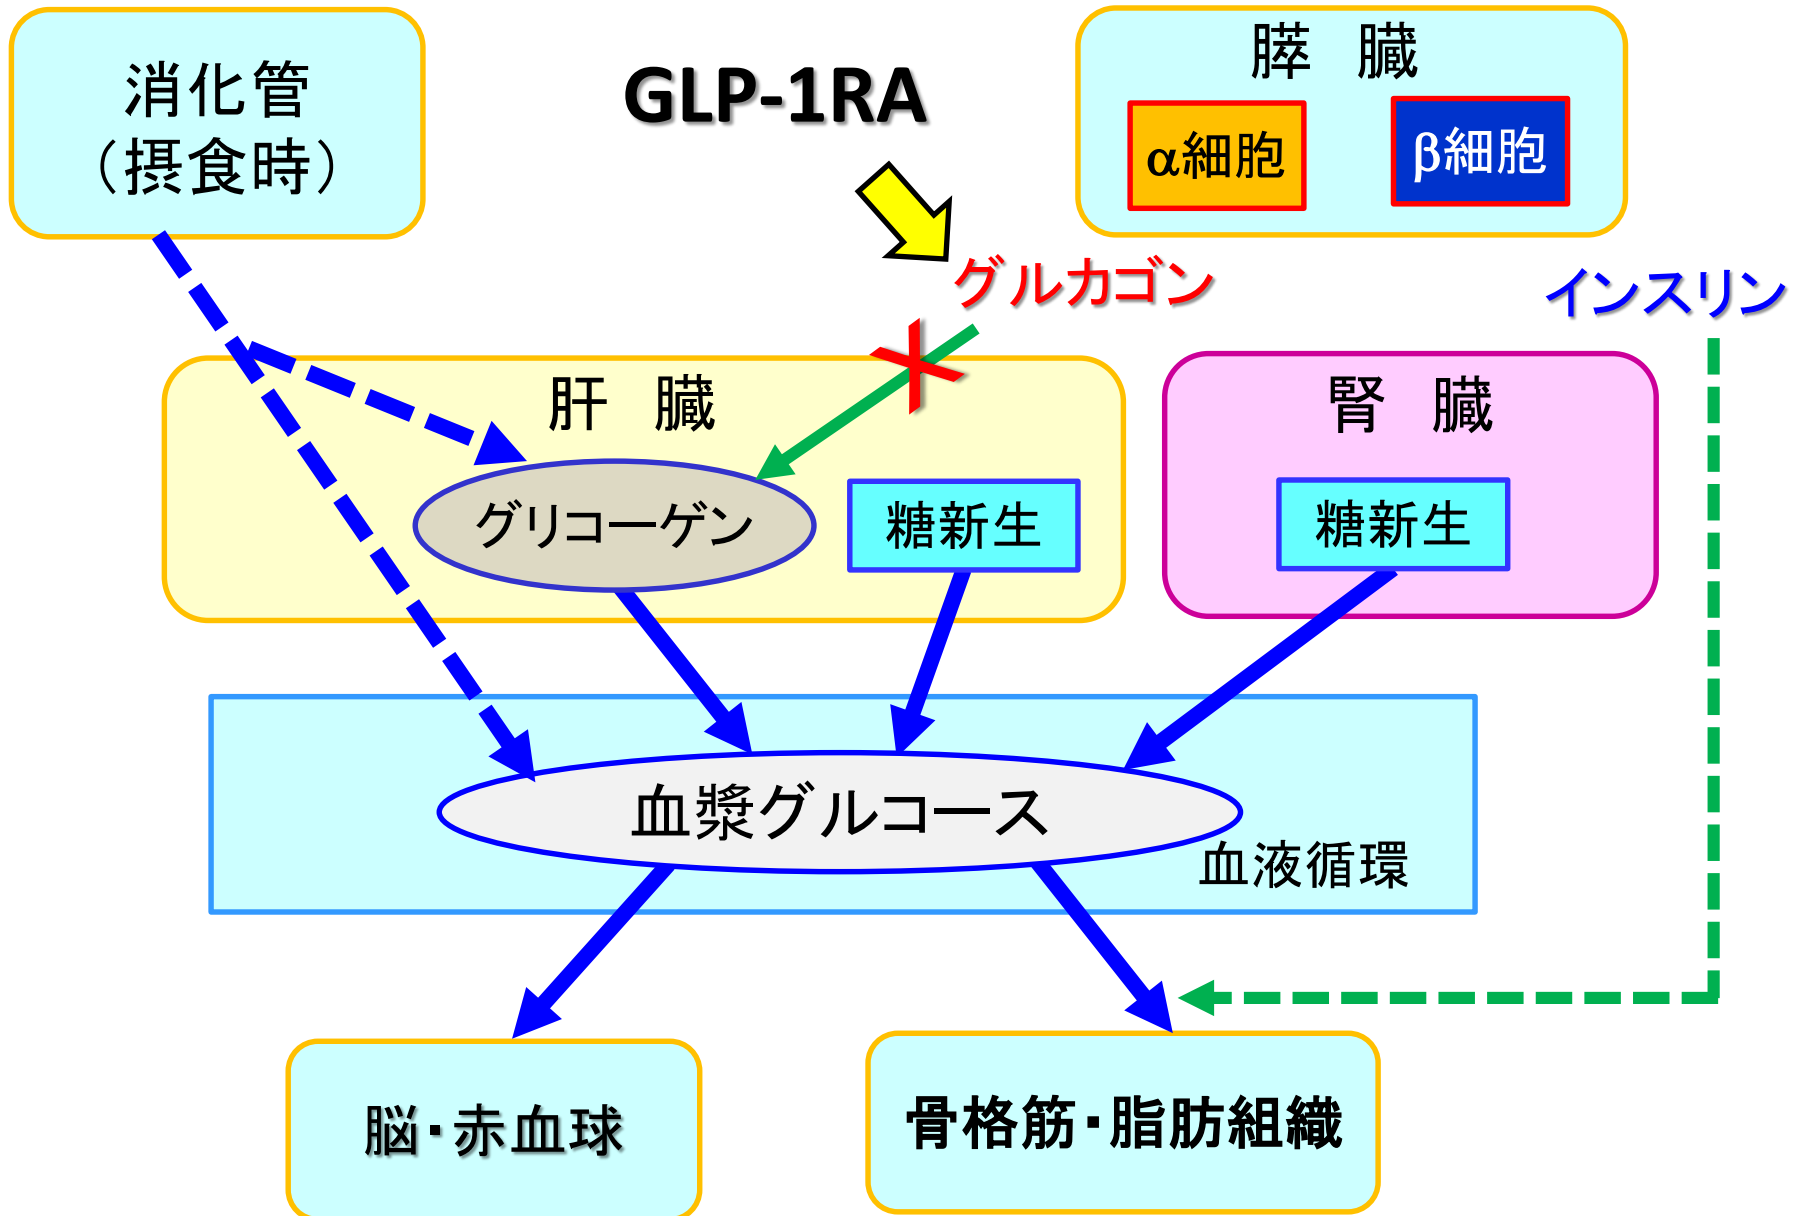 消化管
（摂食時）
GLP-1RA
膵 臓
α細胞
β細胞
グルカゴン
インスリン
肝 臓
腎 臓
グリコーゲン
糖新生
糖新生
血漿グルコース
血液循環
脳・赤血球
骨格筋・脂肪組織